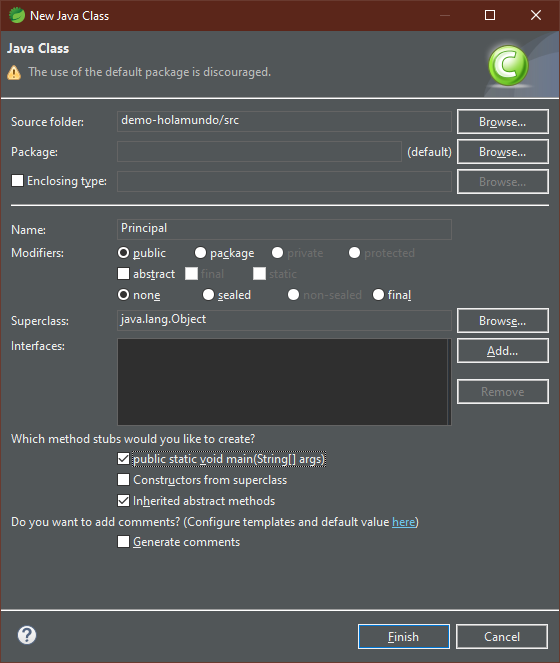 New Java Class
Java Class
The use of the default package is discouraged.
Source folder: demo-holamundo/src Browse...
Package: (default) Browse...
Enclosing type: Browse...
Name: Principal
Modifiers: public package private protected
abstract final static
none sealed non-sealed final
Superclass: java.lang.Object Browse...
Interfaces: Add...
Remove
Which method stubs would you like to create?
public static void main(String[] args)
Constructors from superclass
Inherited abstract methods
Do you want to add comments? (Configure templates and default value here)
Generate comments
? Finish Cancel